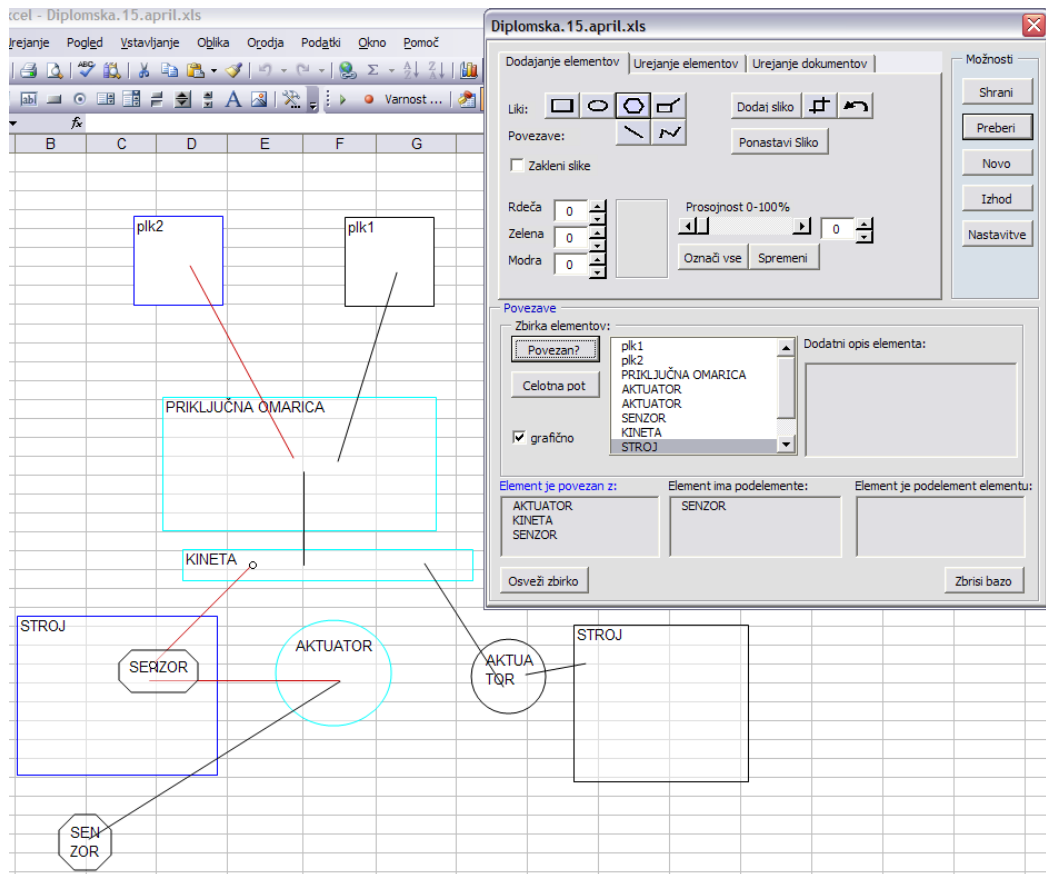 xcel - Diplomska.15.april.xls
Urejanje Pogled Vstavljanje Oblika Orodja Podatki Okno Pomoč
Varnost ...
fx
B C D E F G
plk2
plk1
PRIKLJUČNA OMARICA
KINETA
STROJ
SENZOR
AKTUATOR
AKTUA
TOR
STROJ
SEN
ZOR
Diplomska.15.april.xls
Dodajanje elementov Urejanje elementov Urejanje dokumentov
Liki:
Dodaj sliko
Povezave:
Ponastavi Sliko
Zakleni slike
Rdeča 0
Zelena 0
Modra 0
Prosojnost 0-100%
0
Označi vse Spremeni
Možnosti
Shrani
Preberi
Novo
Izhod
Nastavitve
Povezave
Zbirka elementov:
Povezan?
Celotna pot
grafično
plk1
plk2
PRIKLJUČNA OMARICA
AKTUATOR
AKTUATOR
SENZOR
KINETA
STROJ
Dodatni opis elementa:
Element je povezan z:
AKTUATOR
KINETA
SENZOR
Element ima podelemente:
SENZOR
Element je podelement elementu:
Osveži zbirko
Zbrisi bazo